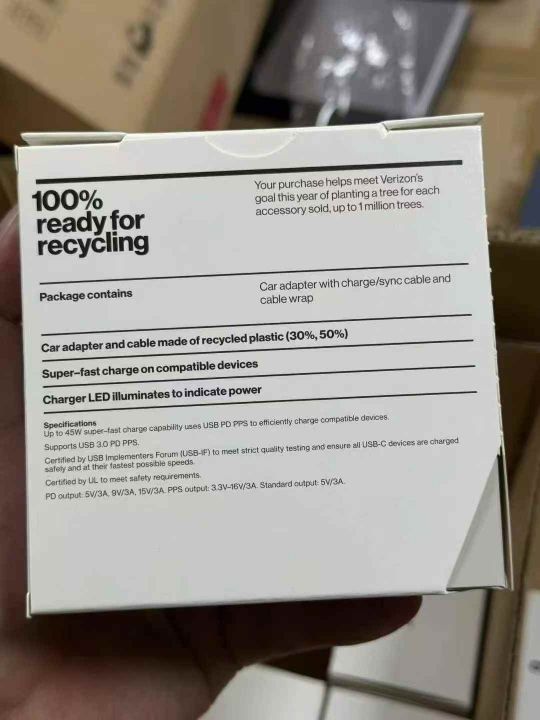 100%
ready for
recycling
Your purchase helps meet Verizon's
goal this year of planting a tree for each
accessory sold, up to 1 million trees.
Package contains
Car adapter with charge/sync cable and
cable wrap
Car adapter and cable made of recycled plastic (30%, 50%)
Super-fast charge on compatible devices
Charger LED illuminates to indicate power
Specifications
Up to 45W super-fast charge capability uses USB PD PPS to efficiently charge compatible devices.
Supports USB 3.0 PD PPS.
Certified by USB Implementers Forum (USB-IF) to meet strict quality testing and ensure all USB-C devices are charged
safely and at their fastest possible speeds.
Certified by UL to meet safety requirements.
PD output: 5V/3A, 9V/3A, 15V/3A. PPS output: 3.3V-16V/3A. Standard output: 5V/3A.